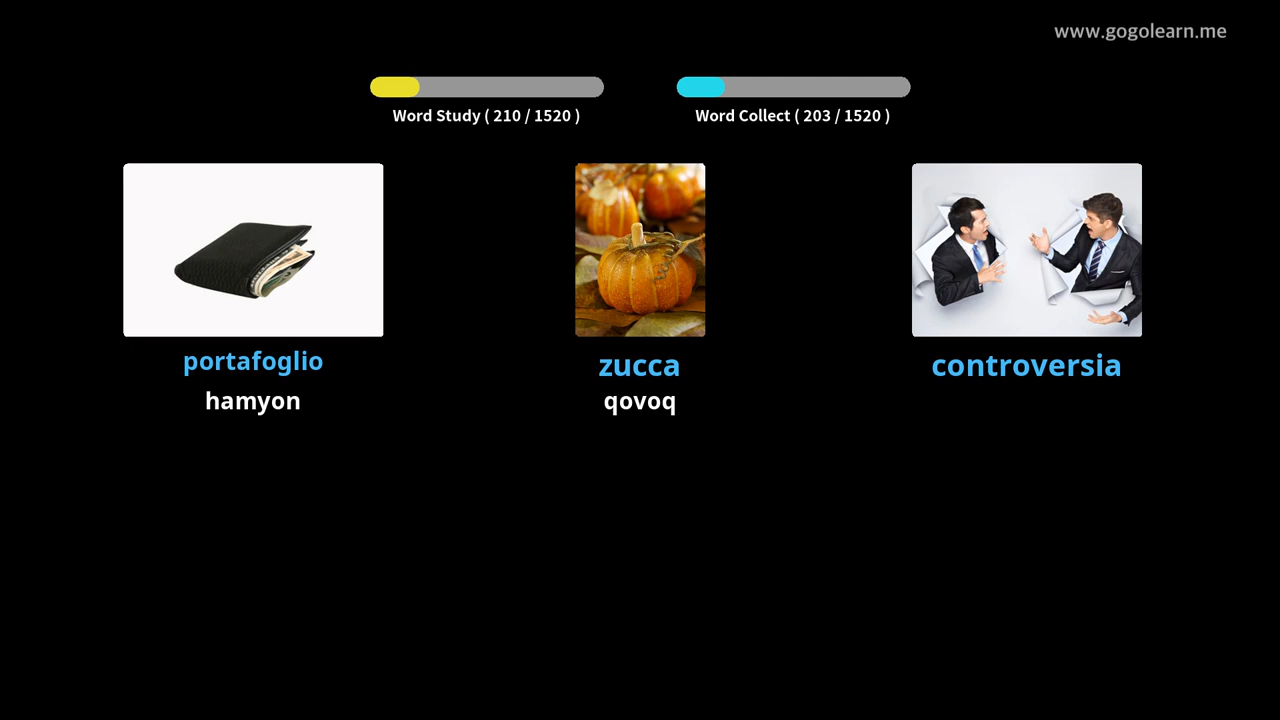 www.gogolearn.me
Word Study ( 210 / 1520 )
Word Collect ( 203 / 1520 )
portafoglio
hamyon
zucca
qovoq
controversia